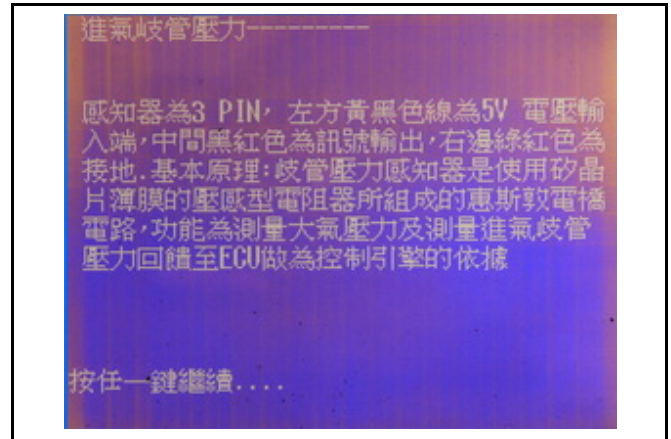 進氣歧管壓力---------
感知器為3 PIN, 左方黃黑色線為5V 電壓輸
入端,中間黑紅色為訊號輸出,右邊綠紅色為
接地.基本原理:歧管壓力感知器是使用矽晶
片薄膜的壓感型電阻器所組成的惠斯敦電橋
電路,功能為測量大氣壓力及測量進氣歧管
壓力回饋至ECU做為控制引擎的依據
按任一鍵繼續....